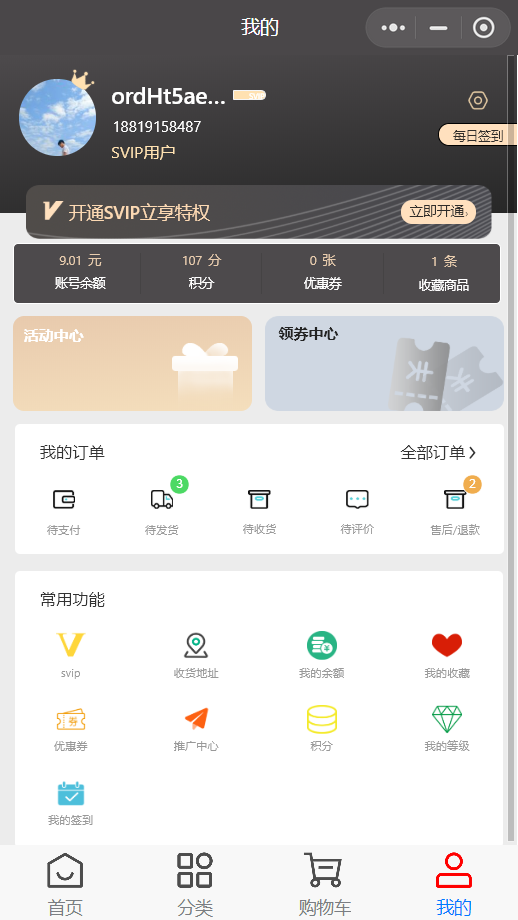 我的
ordHt5ae...
SVIP
18819158487
SVIP用户
每日签到
开通SVIP立享特权
立即开通›
9.01 元
107 分
0 张
1 条
账号余额
积分
优惠券
收藏商品
活动中心
领券中心
我的订单
全部订单
3
2
待支付
待发货
待收货
待评价
售后/退款
常用功能
svip
收货地址
我的余额
我的收藏
券
优惠券
推广中心
积分
我的等级
我的签到
首页
分类
购物车
我的